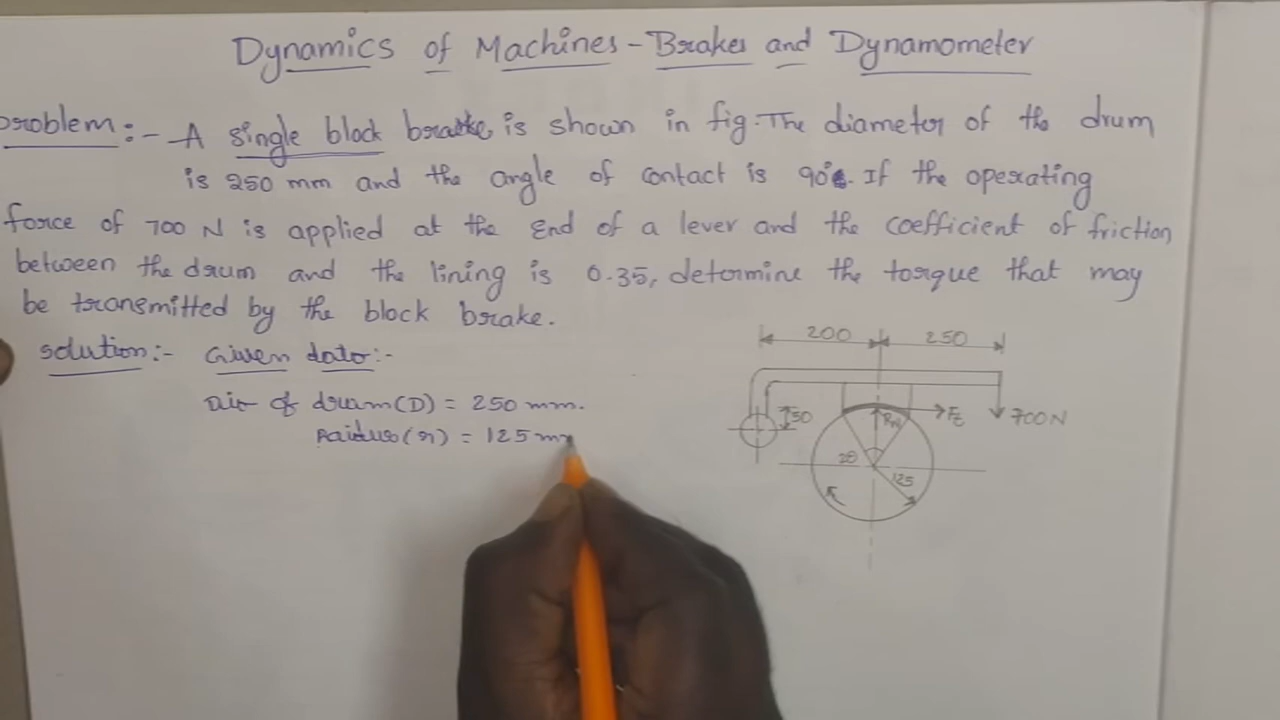 Dynamics of Machines - Brakes and Dynamometer
problem:- A single block brake is shown in fig. The diameter of the drum
is 250 mm and the angle of contact is 90°. If the operating
force of 700 N is applied at the End of a lever and the coefficient of friction
between the drum and the lining is 0.35, determine the torque that may
be transmitted by the block brake.
solution:- Given data:-
200 250
dia of drum(D) = 250 mm.
50 RN Ft 700N
Raidus(r) = 125 mm
2θ
125